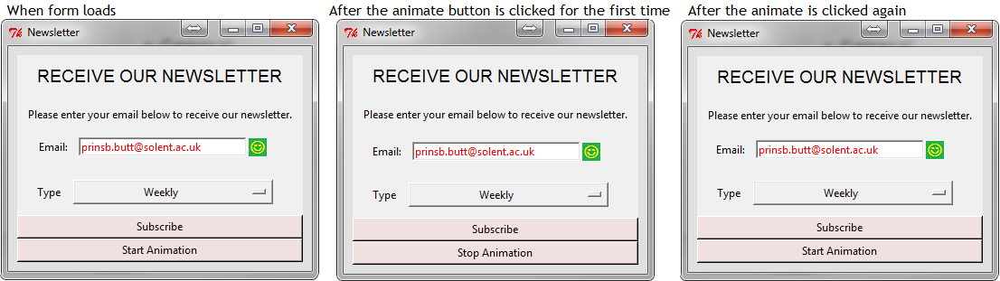 When form loads
Newsletter
RECEIVE OUR NEWSLETTER
Please enter your email below to receive our newsletter.
Email: prinsb.butt@solent.ac.uk
Type Weekly
Subscribe
Start Animation
After the animate button is clicked for the first time
Newsletter
RECEIVE OUR NEWSLETTER
Please enter your email below to receive our newsletter.
Email: prinsb.butt@solent.ac.uk
Type Weekly
Subscribe
Stop Animation
After the animate is clicked again
Newsletter
RECEIVE OUR NEWSLETTER
Please enter your email below to receive our newsletter.
Email: prinsb.butt@solent.ac.uk
Type Weekly
Subscribe
Start Animation